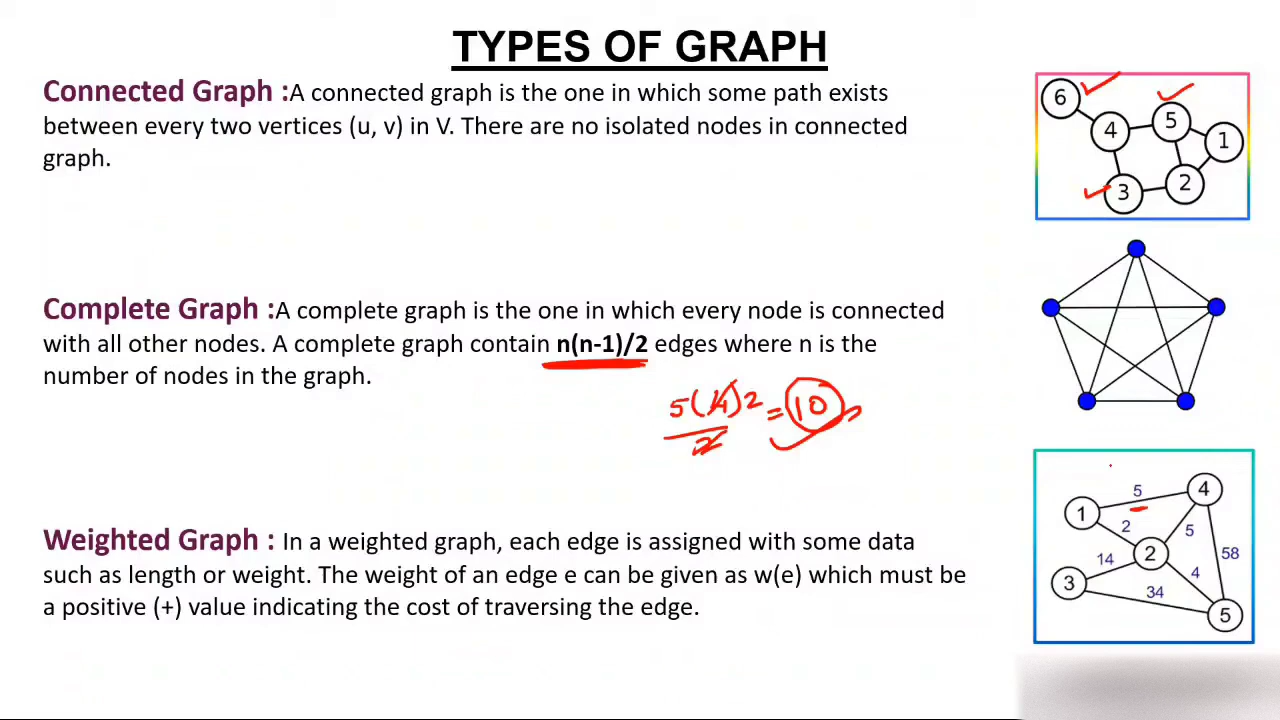 TYPES OF GRAPH
Connected Graph :A connected graph is the one in which some path exists
between every two vertices (u, v) in V. There are no isolated nodes in connected
graph.
6
5
4
1
2
3
Complete Graph :A complete graph is the one in which every node is connected
with all other nodes. A complete graph contain n(n-1)/2 edges where n is the
number of nodes in the graph.
5(4)2 = 10
2
Weighted Graph : In a weighted graph, each edge is assigned with some data
such as length or weight. The weight of an edge e can be given as w(e) which must be
a positive (+) value indicating the cost of traversing the edge.
5
4
1
2
5
2
58
14
3
4
34
5